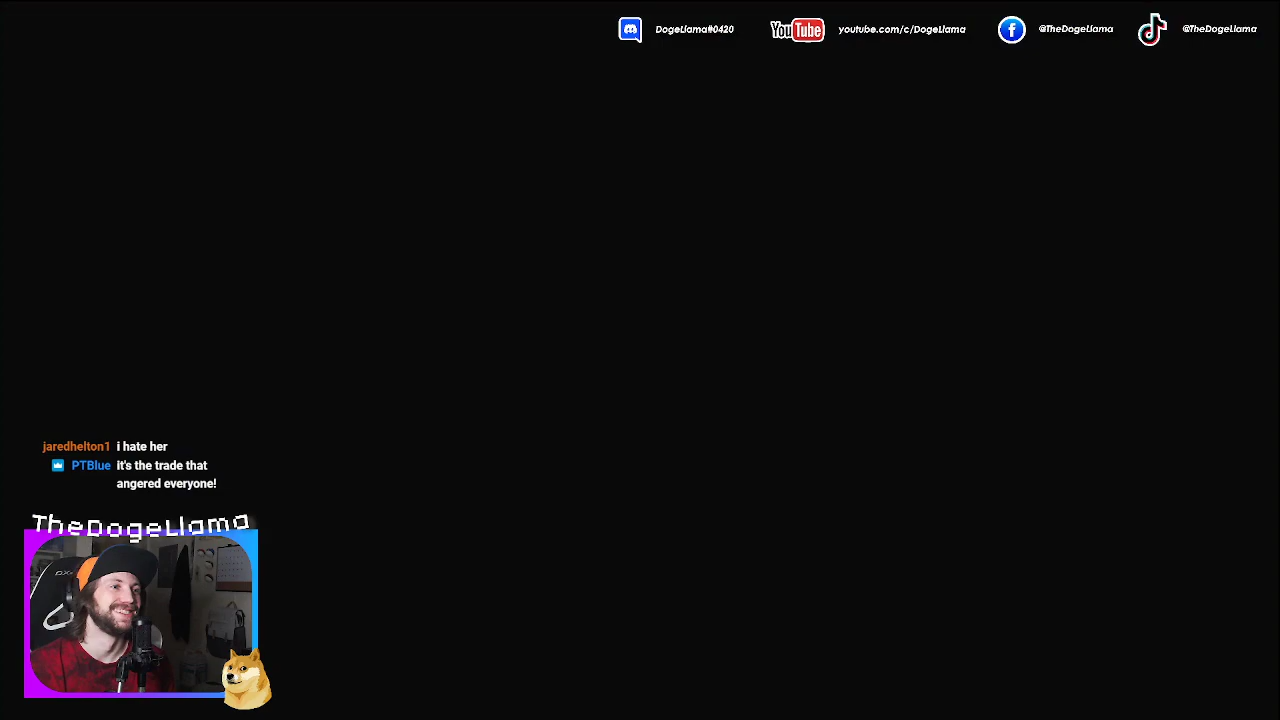 DogeLlama#0420 YouTube youtube.com/c/DogeLlama @TheDogeLlama @TheDogeLlama
jaredhelton1 i hate her
PTBlue it's the trade that
angered everyone!
TheDogeLlama
DX